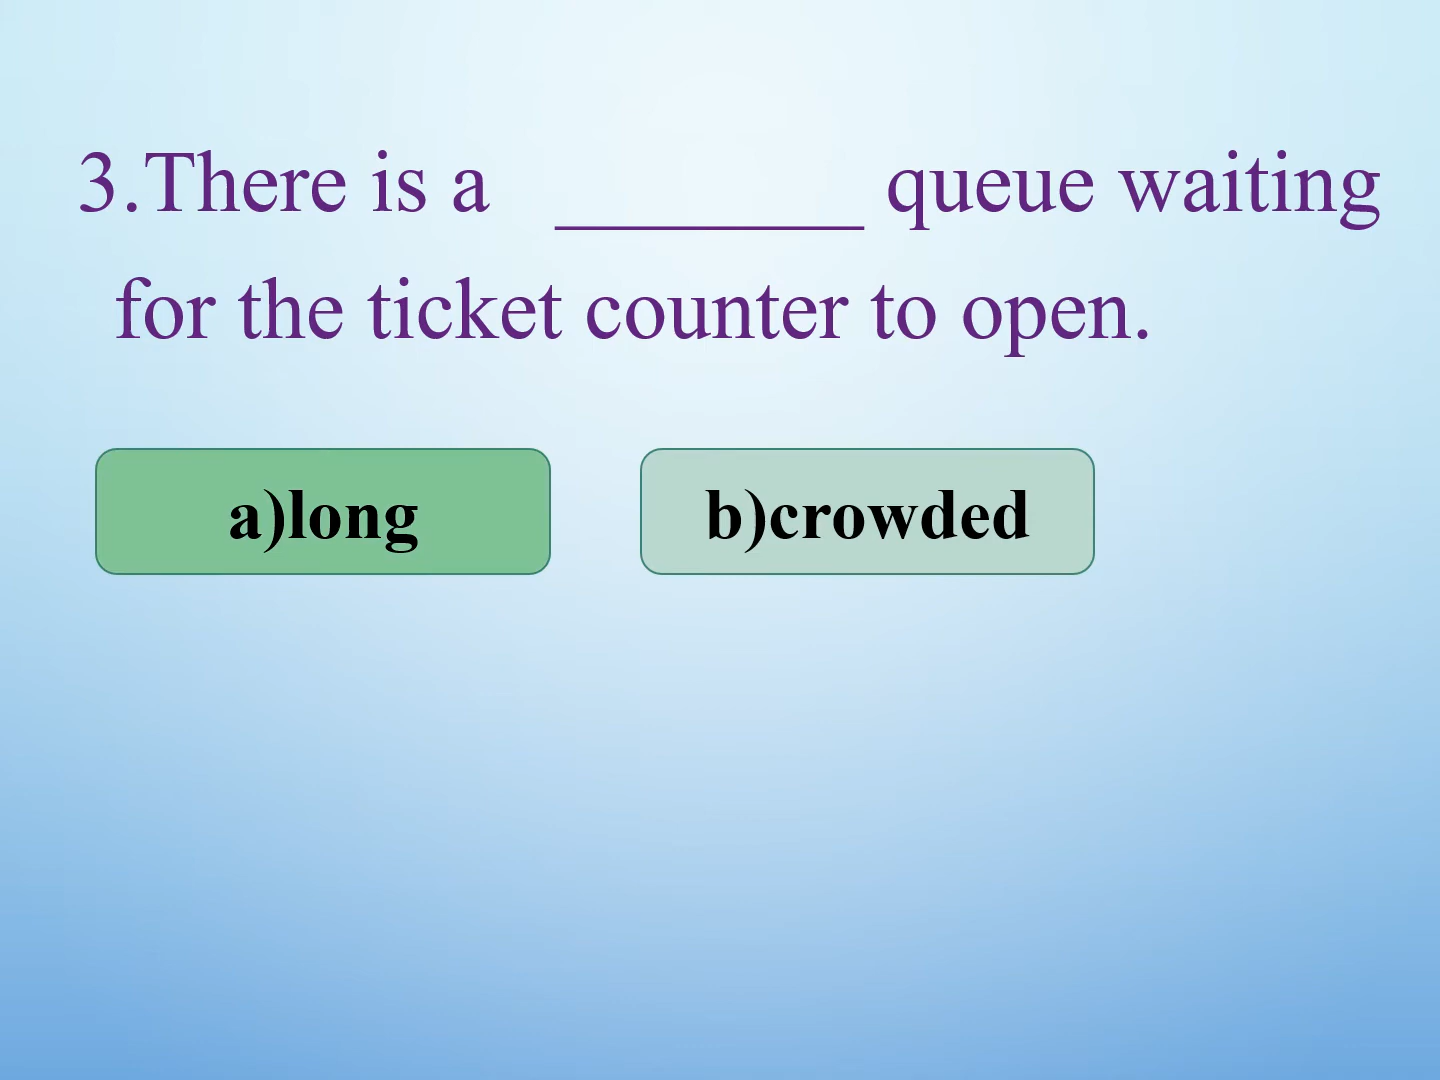 3.There is a ________ queue waiting
for the ticket counter to open.
a)long
b)crowded